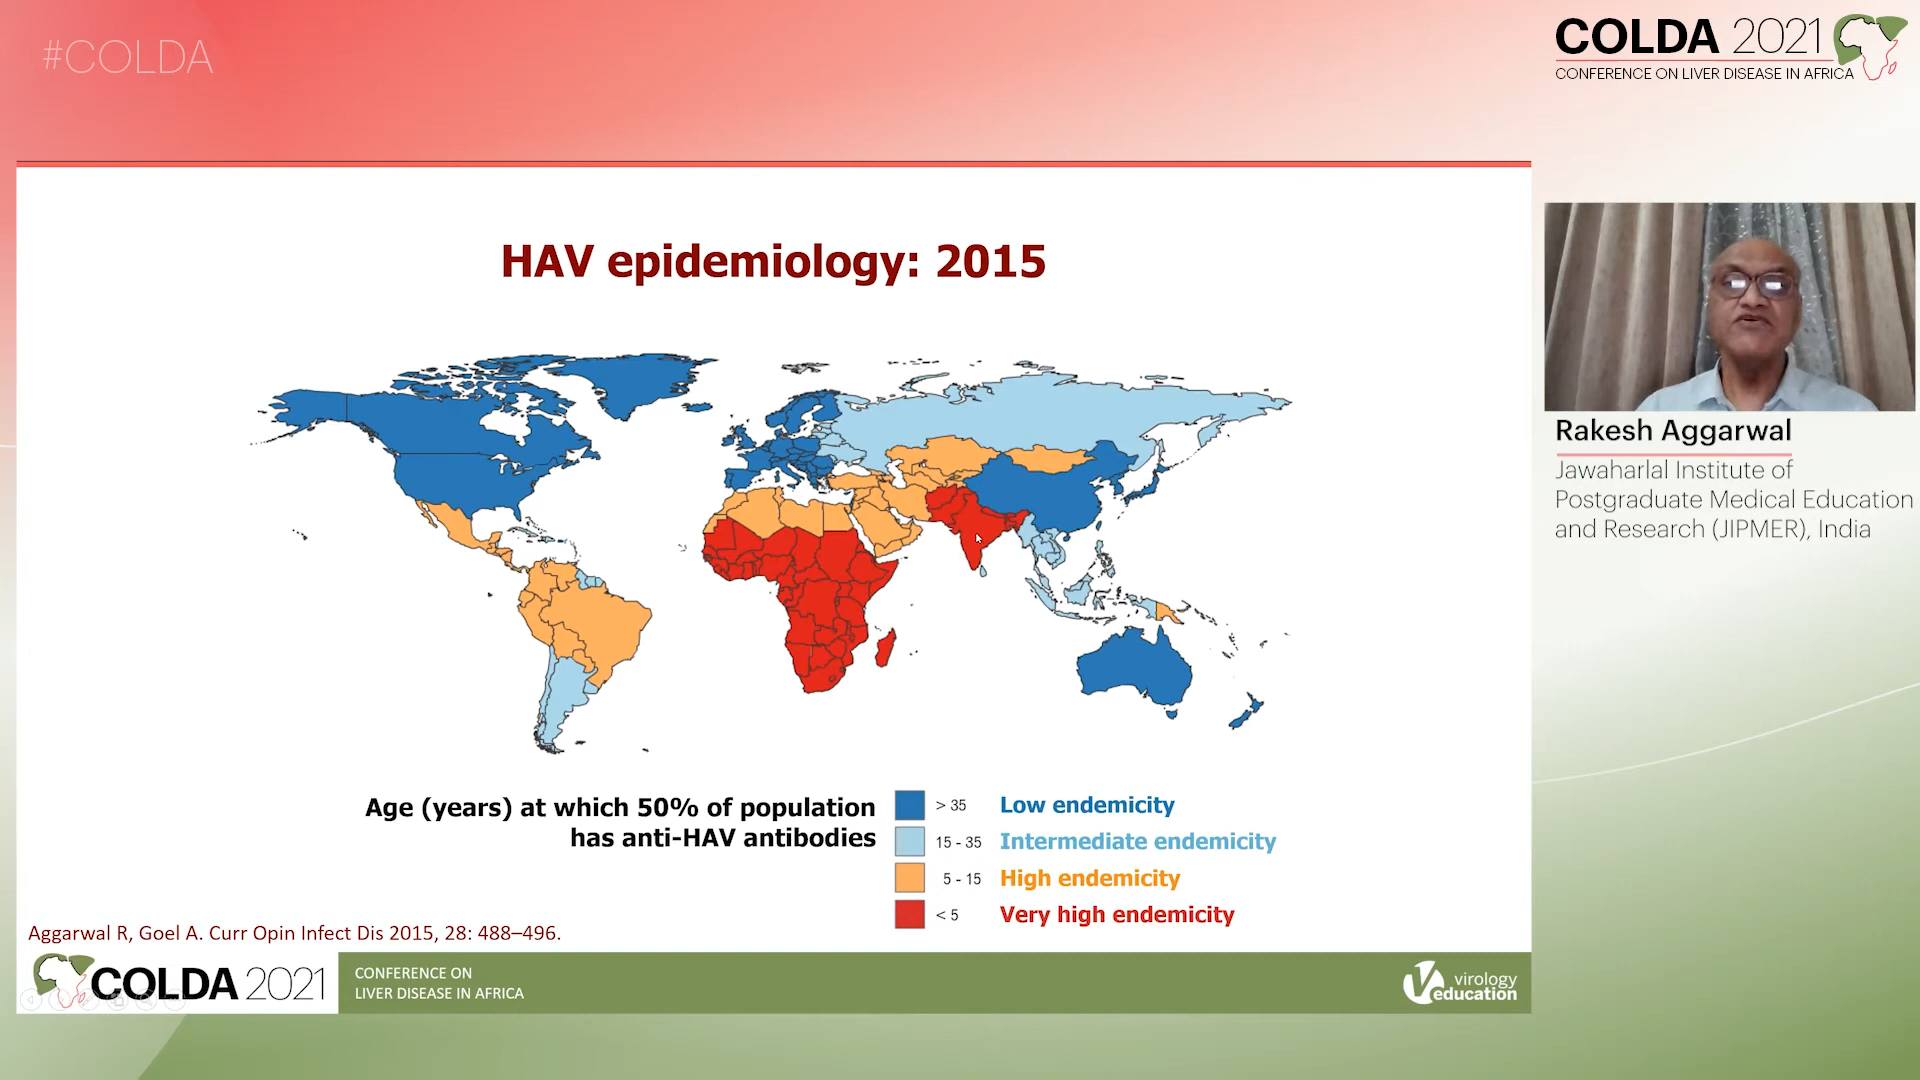 #COLDA
COLDA 2021
CONFERENCE ON LIVER DISEASE IN AFRICA
HAV epidemiology: 2015
Rakesh Aggarwal
Jawaharlal Institute of
Postgraduate Medical Education
and Research (JIPMER), India
Age (years) at which 50% of population
has anti-HAV antibodies
> 35 Low endemicity
15 - 35 Intermediate endemicity
5 - 15 High endemicity
< 5 Very high endemicity
Aggarwal R, Goel A. Curr Opin Infect Dis 2015, 28: 488–496.
COLDA 2021
CONFERENCE ON
LIVER DISEASE IN AFRICA
virology
education